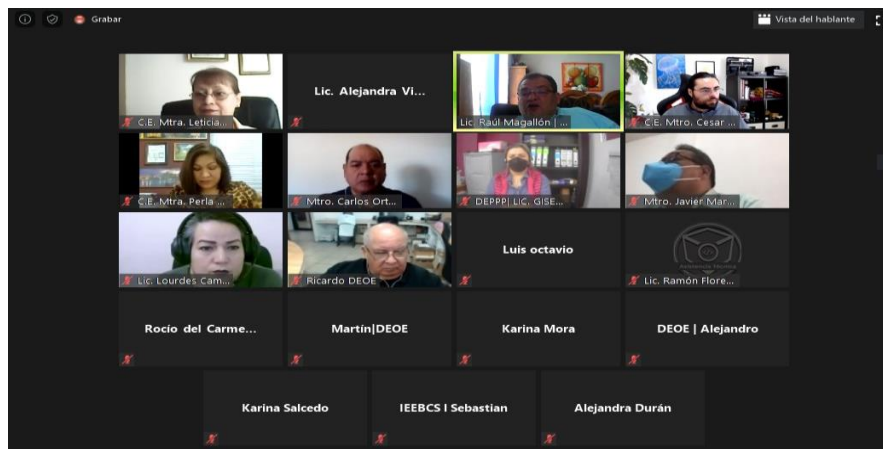 Grabar
Vista del hablante
C.E. Mtra. Leticia...
Lic. Alejandra Vi...
Lic. Raúl Magallón | ...
C.E. Mtro. Cesar ...
C.E. Mtra. Perla ...
Mtro. Carlos Ort...
DEPPP| LIC. GISE...
Mtro. Javier Mar...
Lic. Lourdes Cam...
Ricardo DEOE
Luis octavio
Lic. Ramón Flore...
Rocío del Carme...
Martín|DEOE
Karina Mora
DEOE | Alejandro
Karina Salcedo
IEEBCS I Sebastian
Alejandra Durán